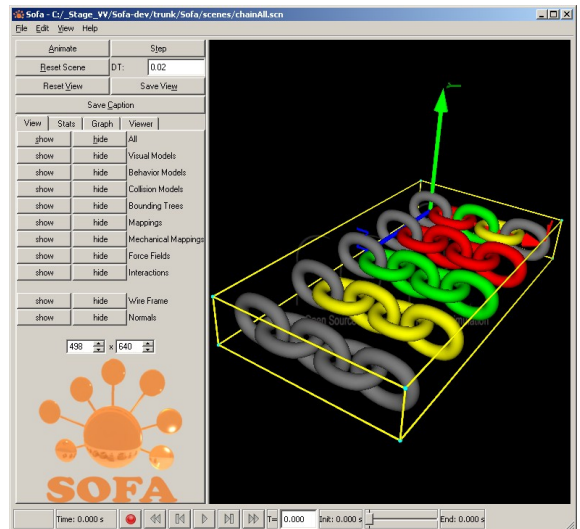 Sofa - C:/_Stage_VV/Sofa-dev/trunk/Sofa/scenes/chainAll.scn
File Edit View Help
Animate Step
Reset Scene DT: 0.02
Reset View Save View
Save Caption
View Stats Graph Viewer
show hide All
show hide Visual Models
show hide Behavior Models
show hide Collision Models
show hide Bounding Trees
show hide Mappings
show hide Mechanical Mappings
show hide Force Fields
show hide Interactions
show hide Wire Frame
show hide Normals
498 × 640
Open Source
SOFA
Time: 0.000 s T= 0.000 Init: 0.000 s End: 0.000 s